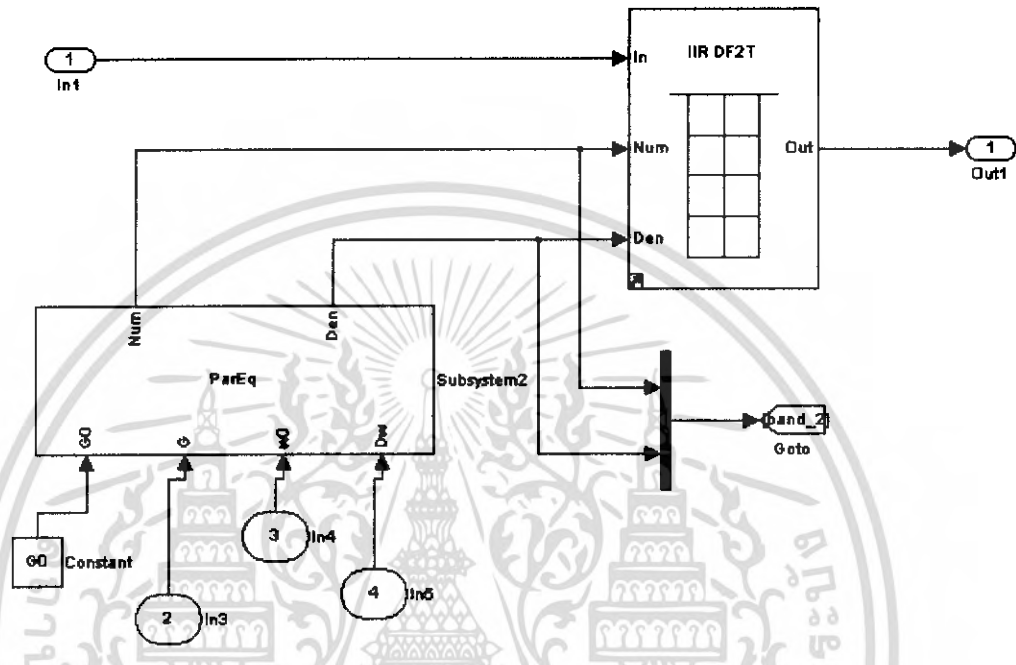 1
In1
In
IIR DF2T
Num
Out
1
Out1
Den
Num
Den
ParEq
Subsystem2
G0
G
W0
Dw
band_2
Goto
G0
Constant
3
In4
4
In5
2
In3